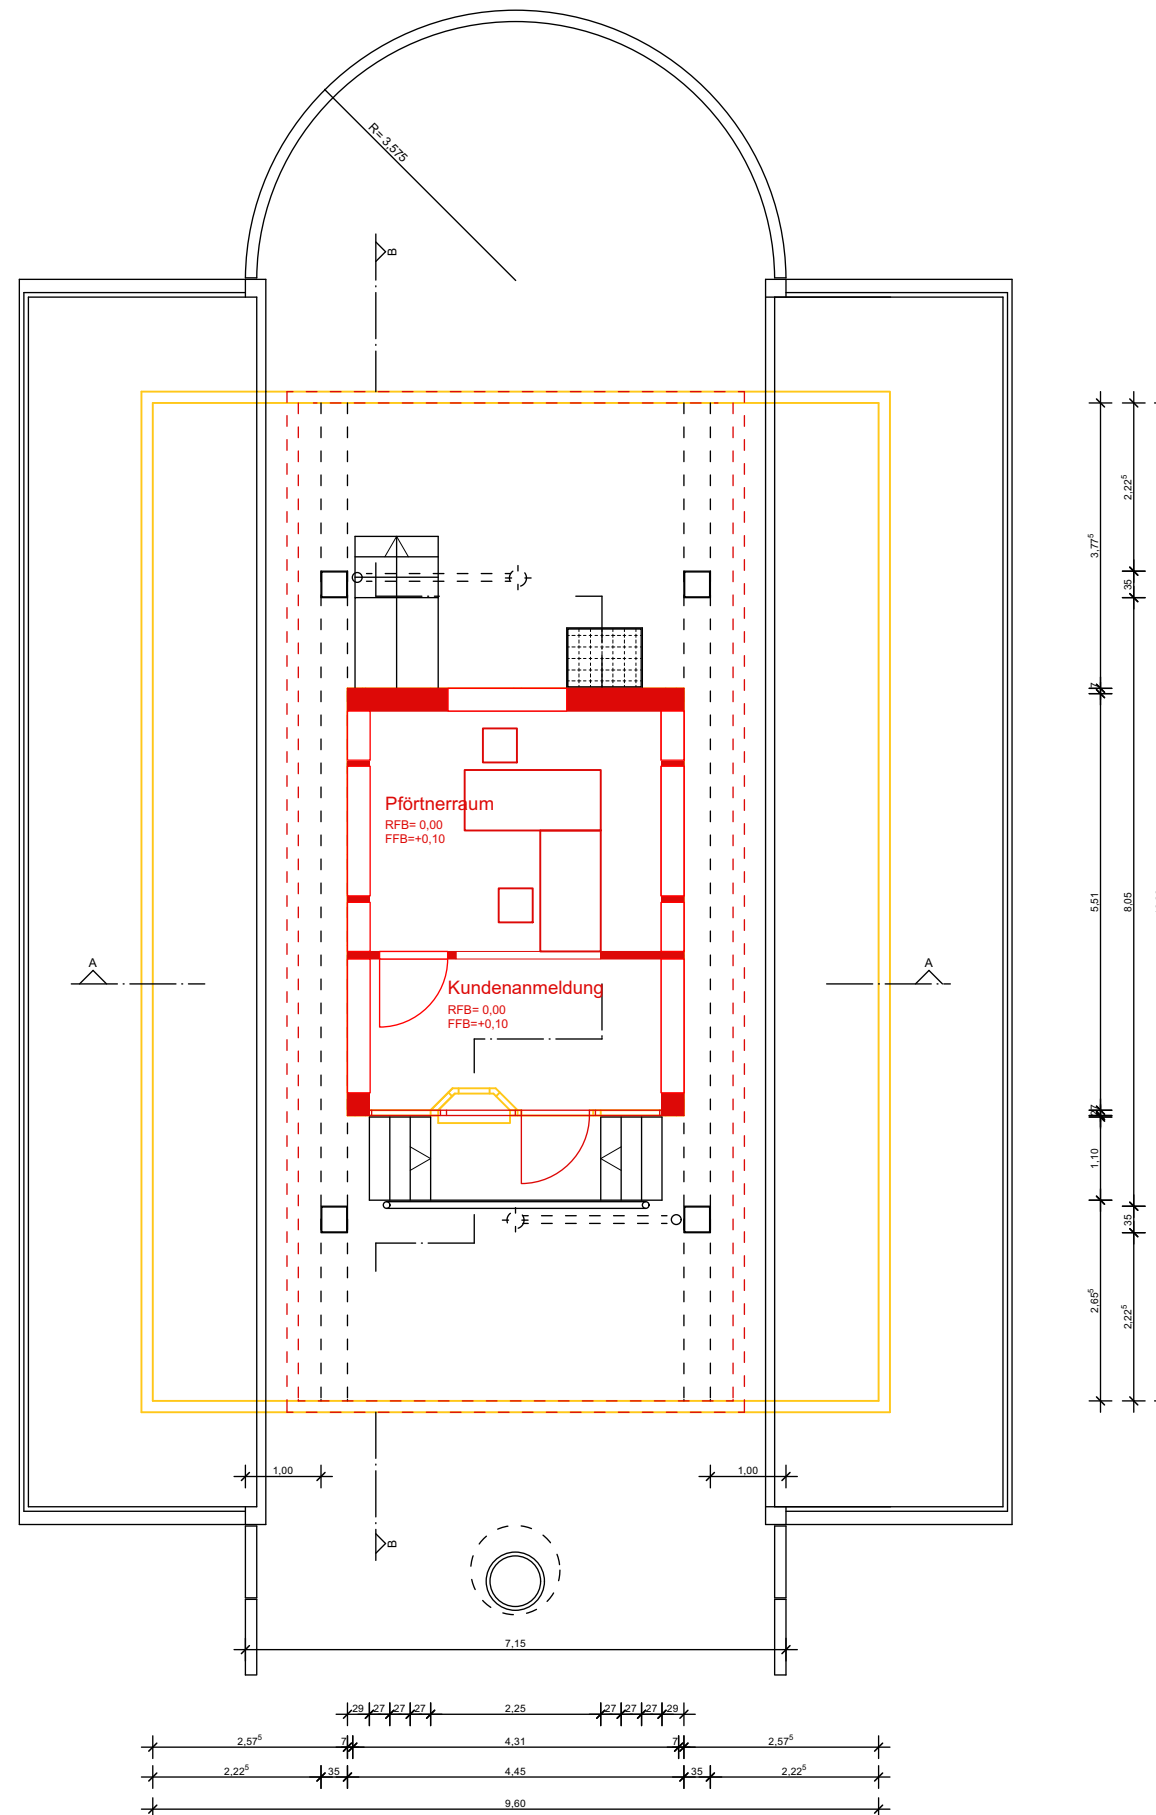 R= 3,575
B
2,22⁵
3,77⁵
35
7
Pförtnerraum
RFB= 0,00
FFB=+0,10
5,51
8,05
A
A
Kundenanmeldung
RFB= 0,00
FFB=+0,10
1,10
35
2,65⁵
2,22⁵
1,00
1,00
B
7,15
29 27 27 27 2,25 27 27 27 29
2,57⁵ 7 4,31 7 2,57⁵
2,22⁵ 35 4,45 35 2,22⁵
9,60